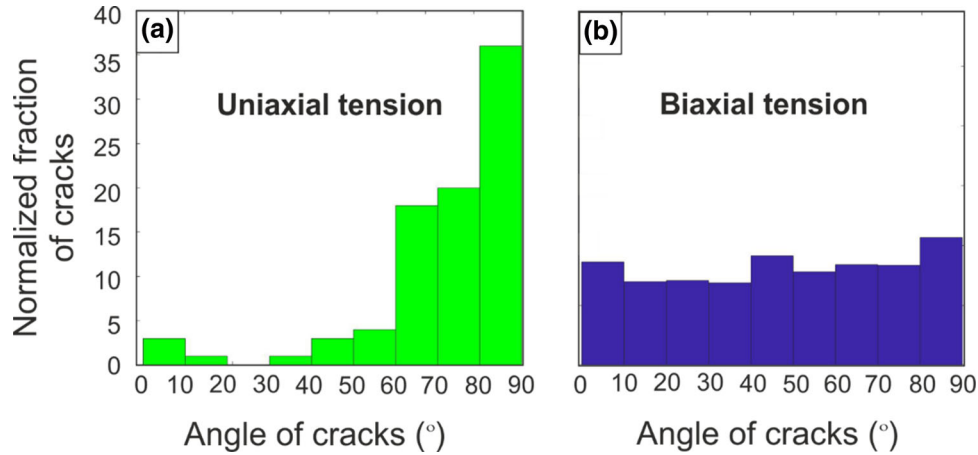 (a)
Uniaxial tension
Normalized fraction
of cracks
40
35
30
25
20
15
10
5
0
0 10 20 30 40 50 60 70 80 90
Angle of cracks (°)
(b)
Biaxial tension
0 10 20 30 40 50 60 70 80 90
Angle of cracks (°)